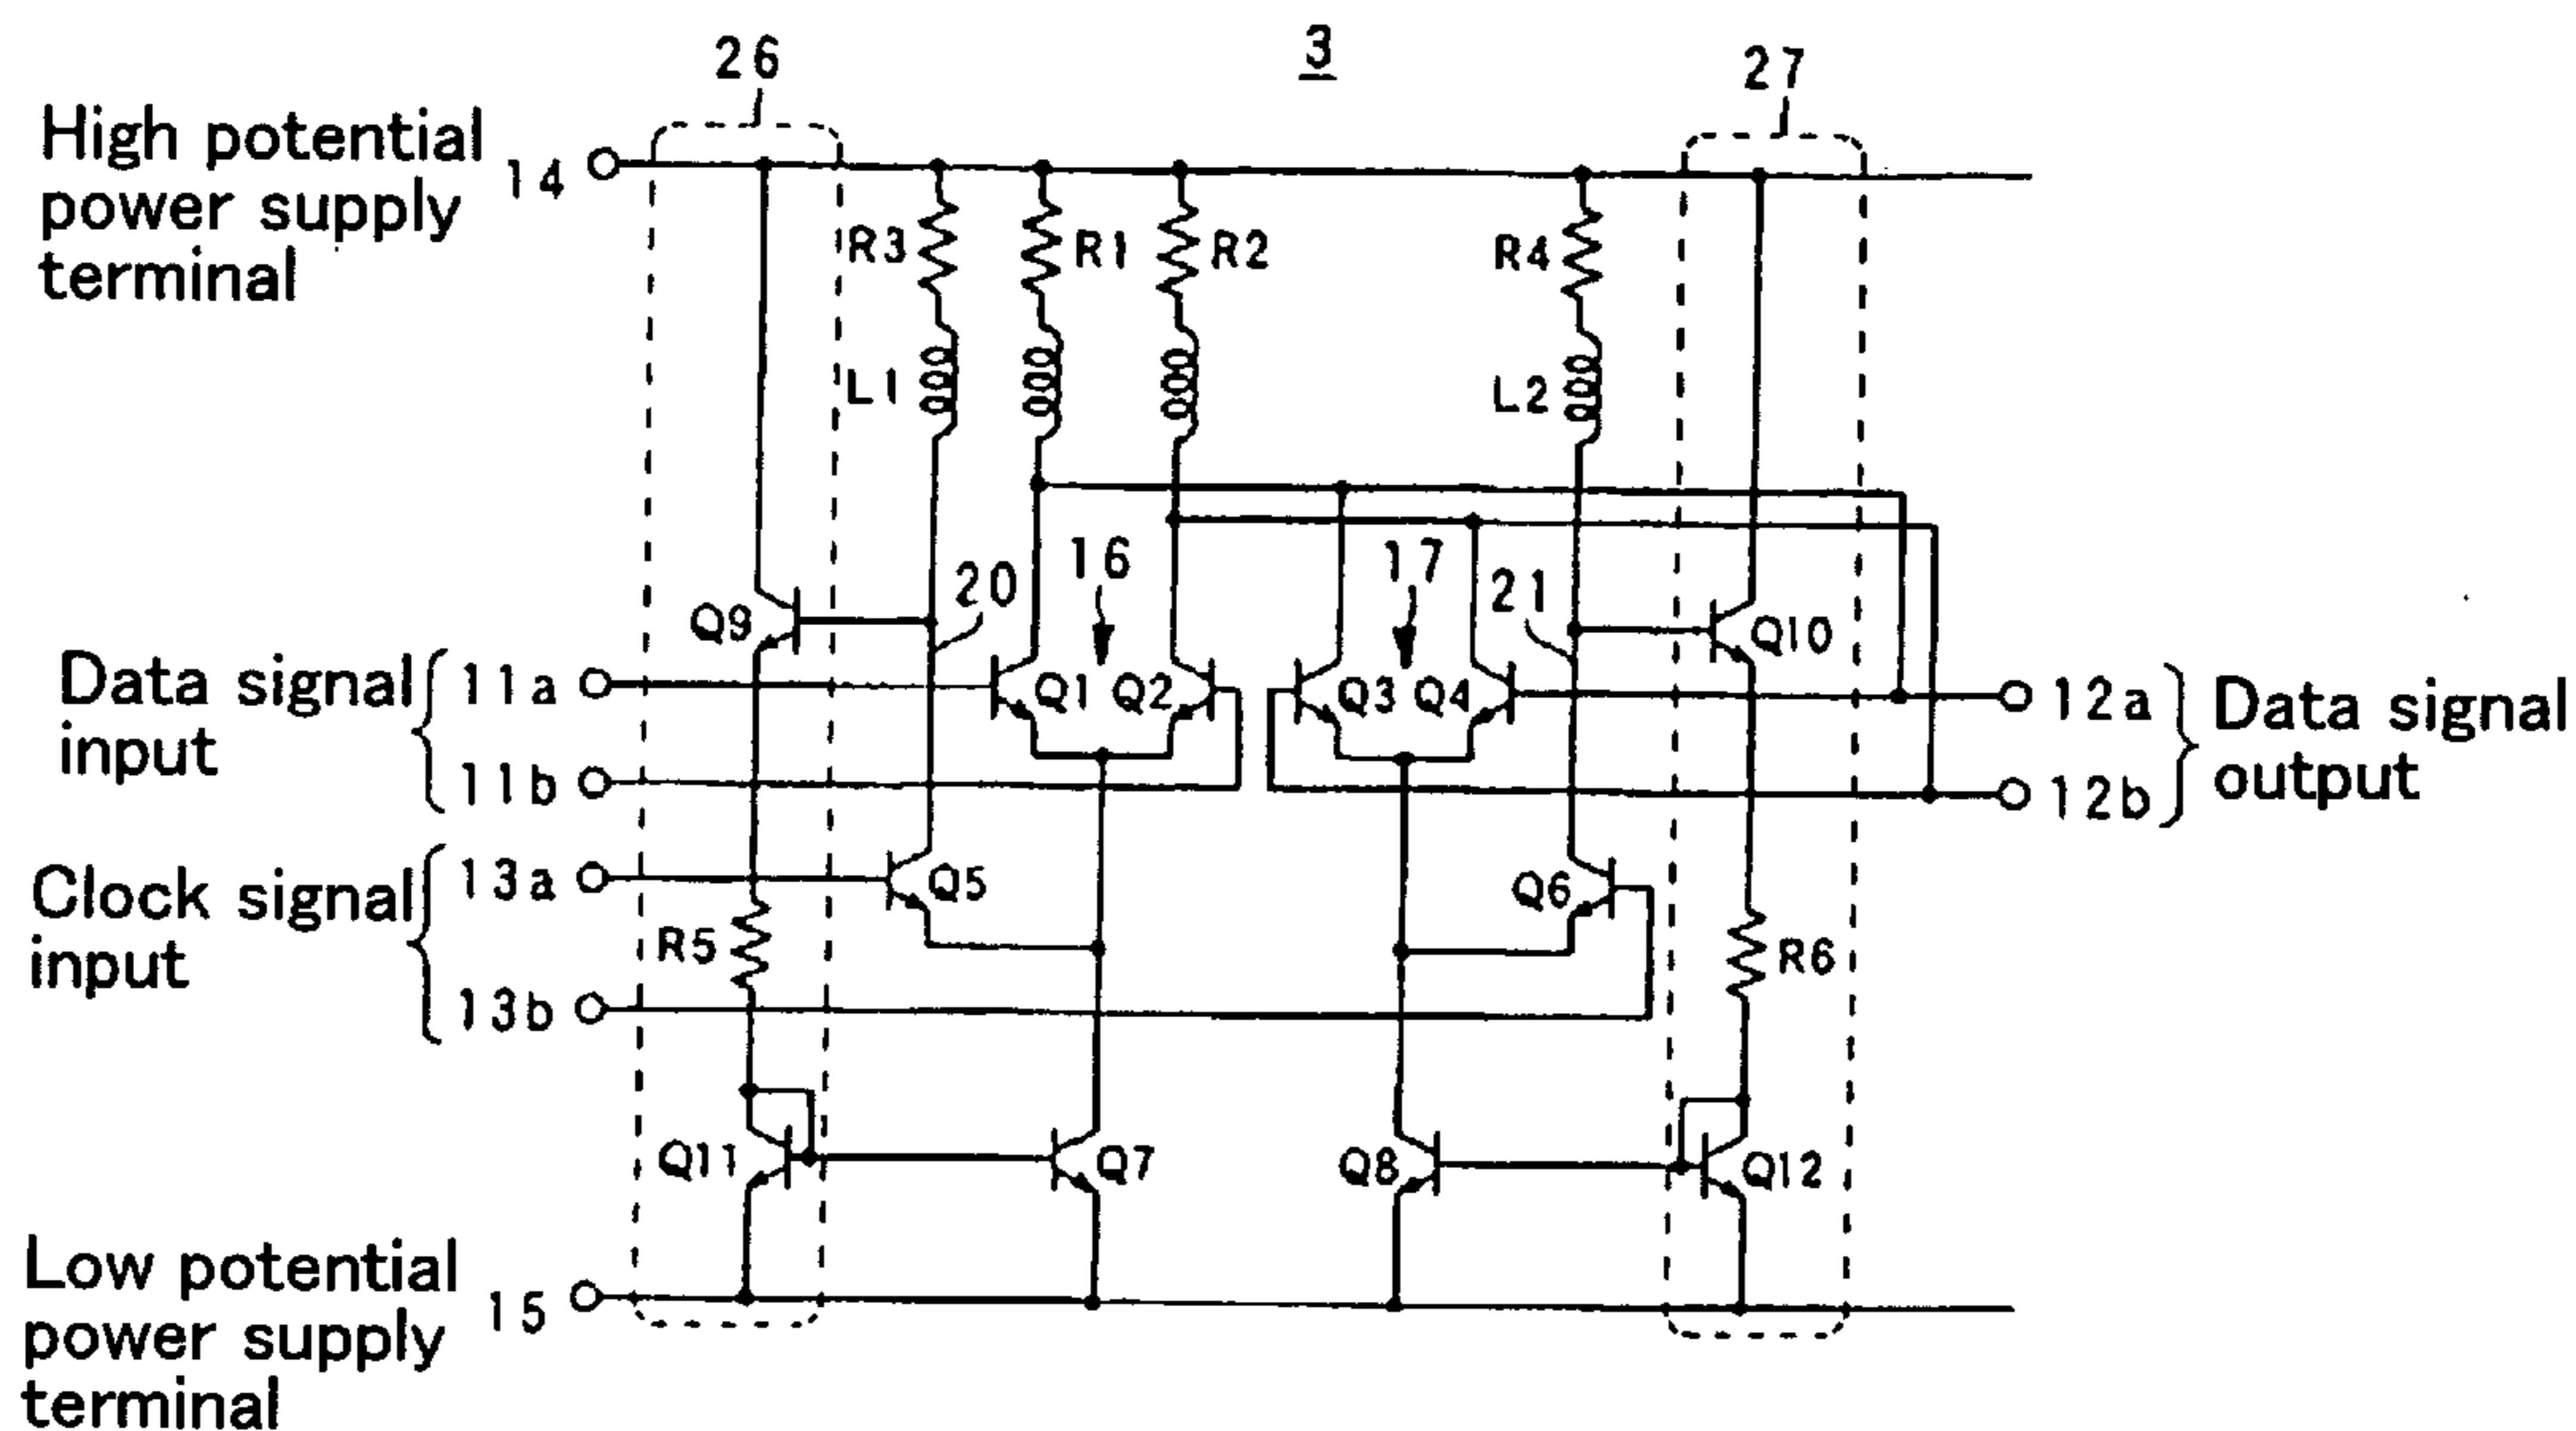 26
3
27
High potential
power supply
terminal
14
R3
R1
R2
R4
L1
L2
20
16
17
21
Q9
Q10
Data signal
input
11a
11b
Q1
Q2
Q3
Q4
12a
12b
Data signal
output
Clock signal
input
13a
13b
Q5
Q6
R5
R6
Q11
Q7
Q8
Q12
Low potential
power supply
terminal
15